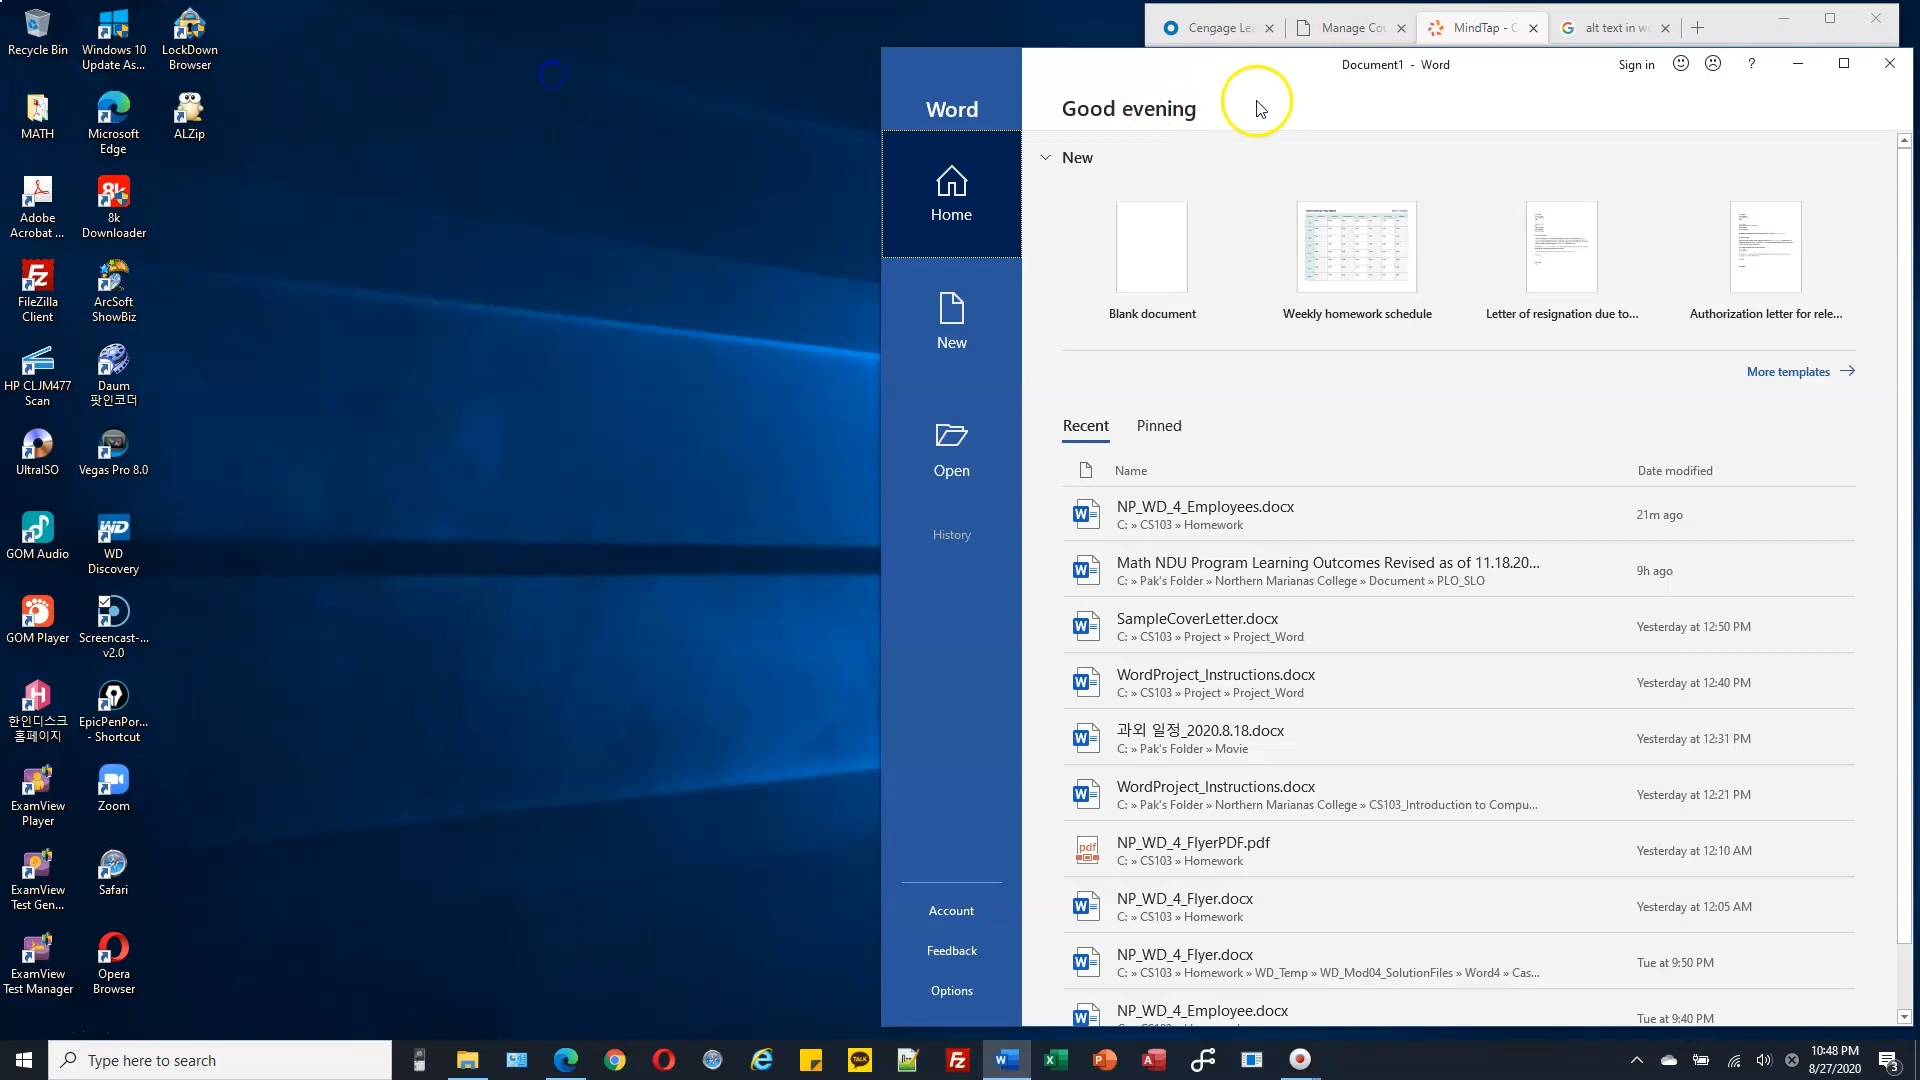 Recycle Bin
Windows 10
Update As...
LockDown
Browser
MATH
Microsoft
Edge
ALZip
Adobe
Acrobat ...
8k
Downloader
FileZilla
Client
ArcSoft
ShowBiz
HP CLJM477
Scan
Daum
팟인코더
UltraISO
Vegas Pro 8.0
GOM Audio
WD
Discovery
GOM Player
Screencast-...
v2.0
한인디스크
홈페이지
EpicPenPor...
- Shortcut
ExamView
Player
Zoom
ExamView
Test Gen...
Safari
ExamView
Test Manager
Opera
Browser
Cengage Le
Manage Co
MindTap - C
alt text in w
Document1 - Word
Sign in
?
Word
Good evening
Home
New
Open
History
Account
Feedback
Options
New
Blank document
Weekly homework schedule
Letter of resignation due to...
Authorization letter for rele...
More templates
Recent
Pinned
Name
Date modified
NP_WD_4_Employees.docx
C: » CS103 » Homework
21m ago
Math NDU Program Learning Outcomes Revised as of 11.18.20...
C: » Pak's Folder » Northern Marianas College » Document » PLO_SLO
9h ago
SampleCoverLetter.docx
C: » CS103 » Project » Project_Word
Yesterday at 12:50 PM
WordProject_Instructions.docx
C: » CS103 » Project » Project_Word
Yesterday at 12:40 PM
과외 일정_2020.8.18.docx
C: » Pak's Folder » Movie
Yesterday at 12:31 PM
WordProject_Instructions.docx
C: » Pak's Folder » Northern Marianas College » CS103_Introduction to Compu...
Yesterday at 12:21 PM
NP_WD_4_FlyerPDF.pdf
C: » CS103 » Homework
Yesterday at 12:10 AM
NP_WD_4_Flyer.docx
C: » CS103 » Homework
Yesterday at 12:05 AM
NP_WD_4_Flyer.docx
C: » CS103 » Homework » WD_Temp » WD_Mod04_SolutionFiles » Word4 » Cas...
Tue at 9:50 PM
NP_WD_4_Employee.docx
Tue at 9:40 PM
Type here to search
10:48 PM
8/27/2020
3